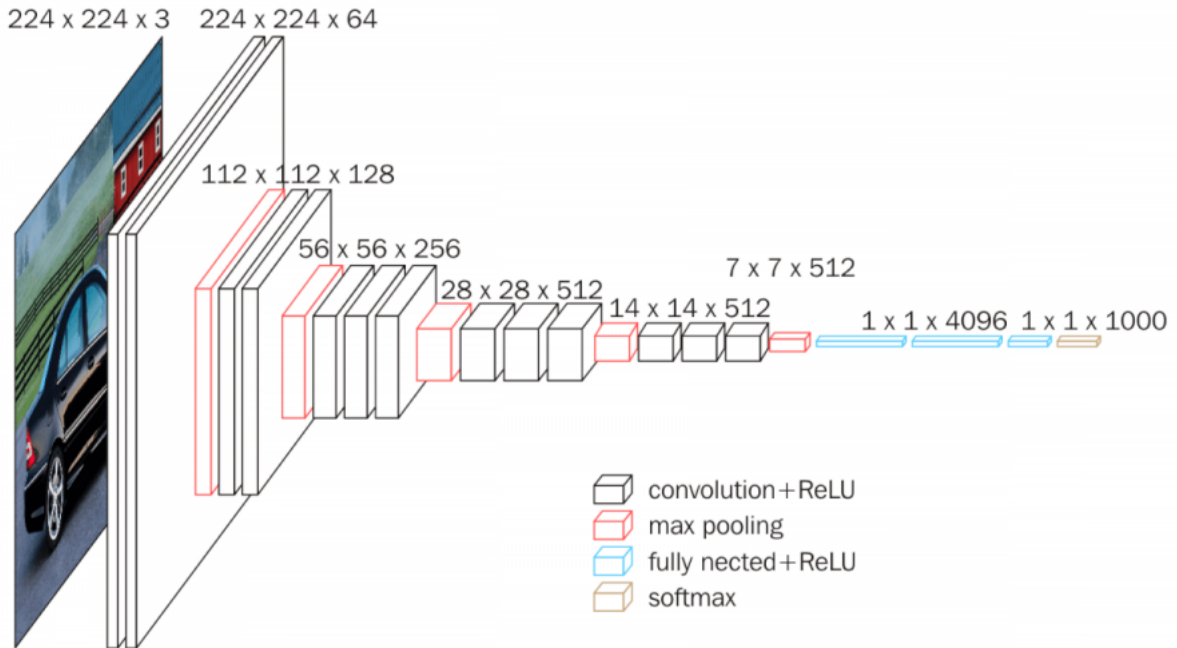 224 x 224 x 3
224 x 224 x 64
112 x 112 x 128
56 x 56 x 256
28 x 28 x 512
14 x 14 x 512
7 x 7 x 512
1 x 1 x 4096
1 x 1 x 1000
convolution+ReLU
max pooling
fully nected+ReLU
softmax